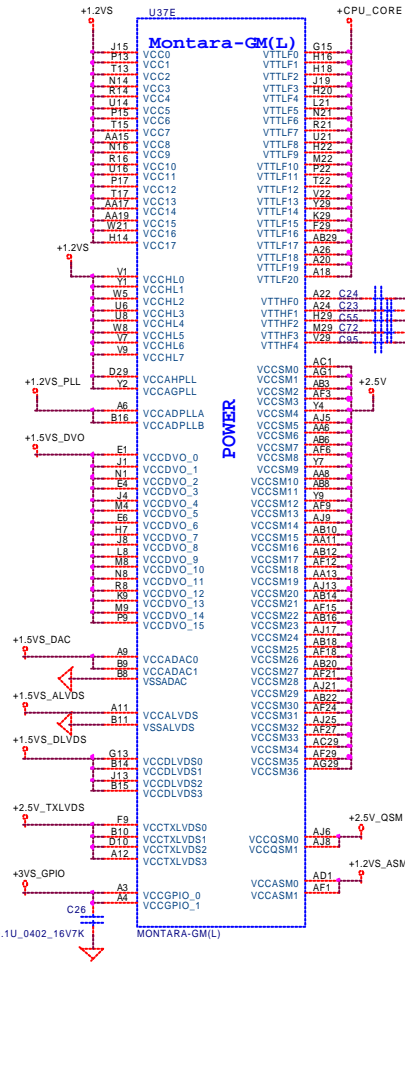 U37E
Montara-GM(L)
+1.2VS
J15 VCC0
P13 VCC1
T13 VCC2
N14 VCC3
R14 VCC4
U14 VCC5
P15 VCC6
T15 VCC7
AA15 VCC8
N16 VCC9
R16 VCC10
U16 VCC11
P17 VCC12
T17 VCC13
AA17 VCC14
AA19 VCC15
W21 VCC16
H14 VCC17
+1.2VS
V1 VCCHL0
Y1 VCCHL1
W5 VCCHL2
U6 VCCHL3
U8 VCCHL4
W8 VCCHL5
V7 VCCHL6
V9 VCCHL7
D29 VCCAHPLL
Y2 VCCAGPLL
+1.2VS_PLL
A6 VCCADPLLA
B16 VCCADPLLB
+1.5VS_DVO
E1 VCCDVO_0
J1 VCCDVO_1
N1 VCCDVO_2
E4 VCCDVO_3
J4 VCCDVO_4
M4 VCCDVO_5
E6 VCCDVO_6
H7 VCCDVO_7
J8 VCCDVO_8
L8 VCCDVO_9
M8 VCCDVO_10
N8 VCCDVO_11
R8 VCCDVO_12
K9 VCCDVO_13
M9 VCCDVO_14
P9 VCCDVO_15
+1.5VS_DAC
A9 VCCADAC0
B9 VCCADAC1
B8 VSSADAC
+1.5VS_ALVDS
A11 VCCALVDS
B11 VSSALVDS
+1.5VS_DLVDS
G13 VCCDLVDS0
B14 VCCDLVDS1
J13 VCCDLVDS2
B15 VCCDLVDS3
+2.5V_TXLVDS
F9 VCCTXLVDS0
B10 VCCTXLVDS1
D10 VCCTXLVDS2
A12 VCCTXLVDS3
+3VS_GPIO
A3 VCCGPIO_0
A4 VCCGPIO_1
C26
.1U_0402_16V7K
POWER
+CPU_CORE
VTTLF0 G15
VTTLF1 H16
VTTLF2 H18
VTTLF3 J19
VTTLF4 H20
VTTLF5 L21
VTTLF6 N21
VTTLF7 R21
VTTLF8 U21
VTTLF9 H22
VTTLF10 M22
VTTLF11 P22
VTTLF12 T22
VTTLF13 V22
VTTLF14 Y29
VTTLF15 K29
VTTLF16 F29
VTTLF17 AB29
VTTLF18 A26
VTTLF19 A20
VTTLF20 A18
VTTHF0 A22 C24
VTTHF1 A24 C23
VTTHF2 H29 C55
VTTHF3 M29 C72
VTTHF4 V29 C95
+2.5V
VCCSM0 AC1
VCCSM1 AG1
VCCSM2 AB3
VCCSM3 AF3
VCCSM4 Y4
VCCSM5 AJ5
VCCSM6 AA6
VCCSM7 AB6
VCCSM8 AF6
VCCSM9 Y7
VCCSM10 AA8
VCCSM11 AB8
VCCSM12 Y9
VCCSM13 AF9
VCCSM14 AJ9
VCCSM15 AB10
VCCSM16 AA11
VCCSM17 AB12
VCCSM18 AF12
VCCSM19 AA13
VCCSM20 AJ13
VCCSM21 AB14
VCCSM22 AF15
VCCSM23 AB16
VCCSM24 AJ17
VCCSM25 AB18
VCCSM26 AF18
VCCSM27 AB20
VCCSM28 AF21
VCCSM29 AJ21
VCCSM30 AB22
VCCSM31 AF24
VCCSM32 AJ25
VCCSM33 AF27
VCCSM34 AC29
VCCSM35 AF29
VCCSM36 AG29
+2.5V_QSM
VCCQSM0 AJ6
VCCQSM1 AJ8
+1.2VS_ASM
VCCASM0 AD1
VCCASM1 AF1
MONTARA-GM(L)